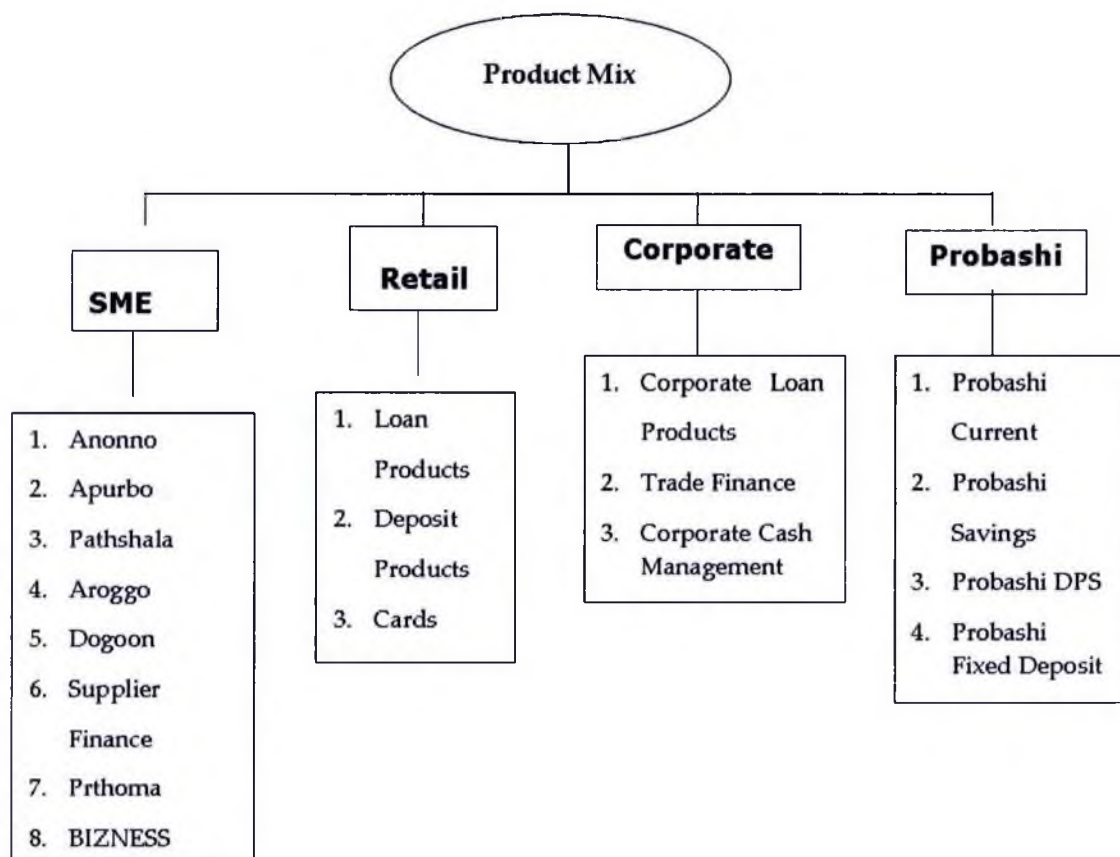 Product Mix
SME
Retail
Corporate
Probashi
1. Anonno
2. Apurbo
3. Pathshala
4. Aroggo
5. Dogoon
6. Supplier
Finance
7. Prthoma
8. BIZNESS
1. Loan
Products
2. Deposit
Products
3. Cards
1. Corporate Loan
Products
2. Trade Finance
3. Corporate Cash
Management
1. Probashi
Current
2. Probashi
Savings
3. Probashi DPS
4. Probashi
Fixed Deposit